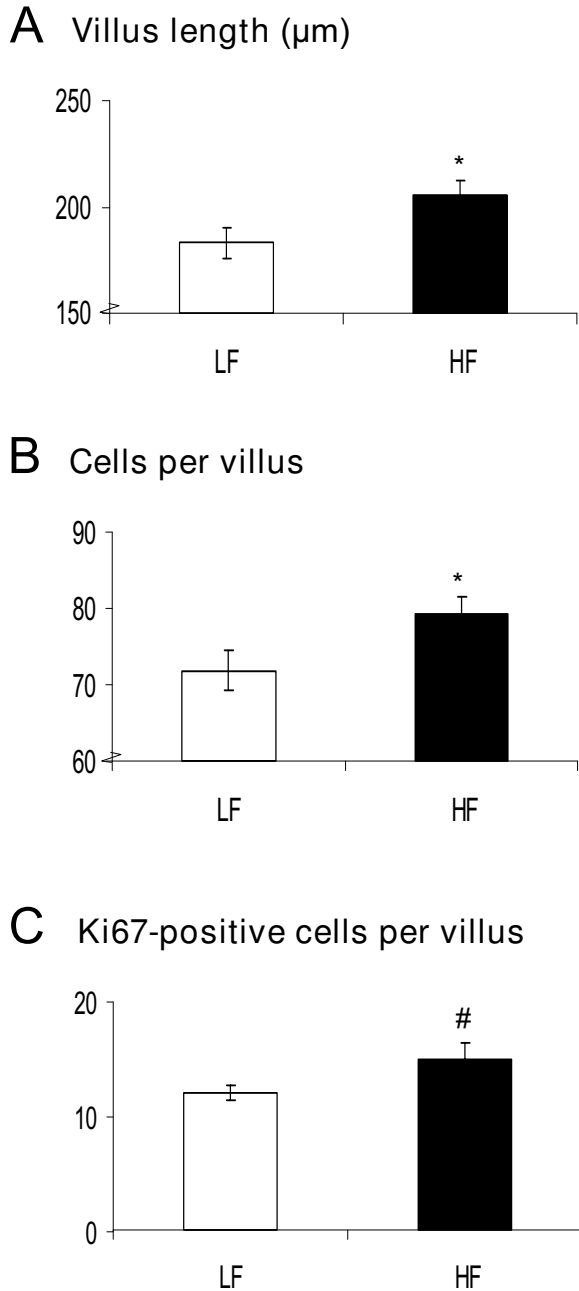 A Villus length (µm)
250
*
200
150
LF HF
B Cells per villus
90
*
80
70
60
LF HF
C Ki67-positive cells per villus
20
#
10
0
LF HF